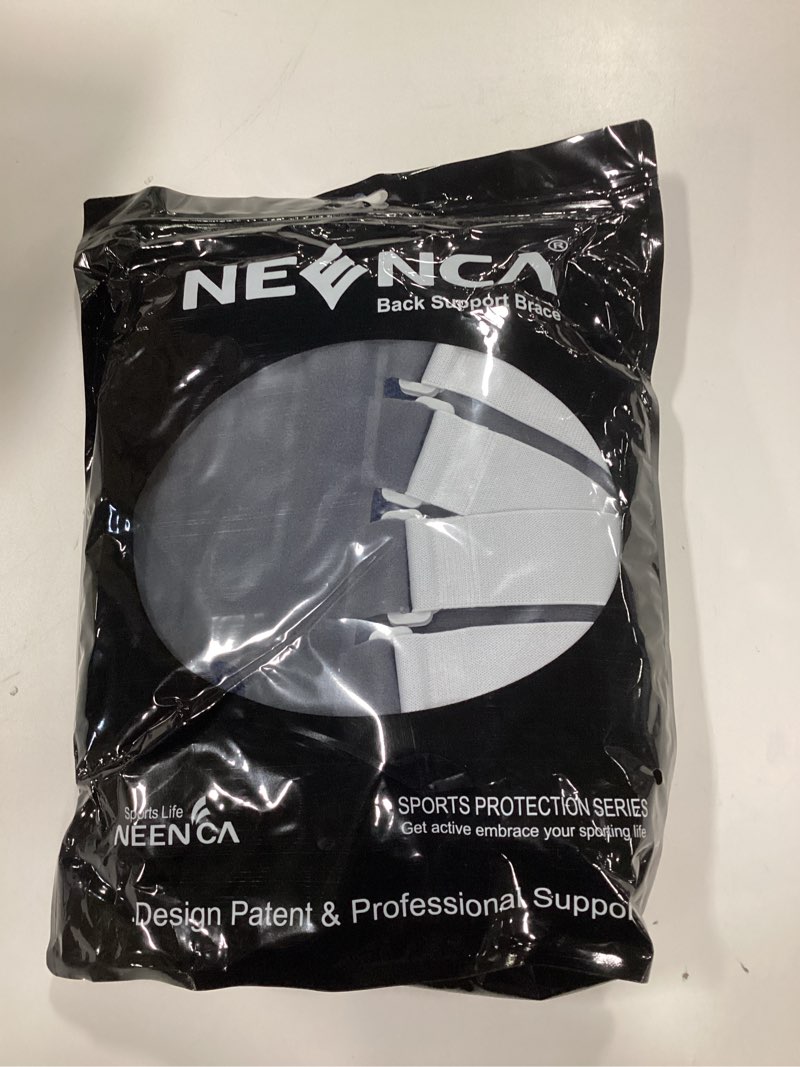 NEENCA®
Back Support Brace
Sports Life
NEENCA
SPORTS PROTECTION SERIES
Get active embrace your sporting life
Design Patent & Professional Suppor